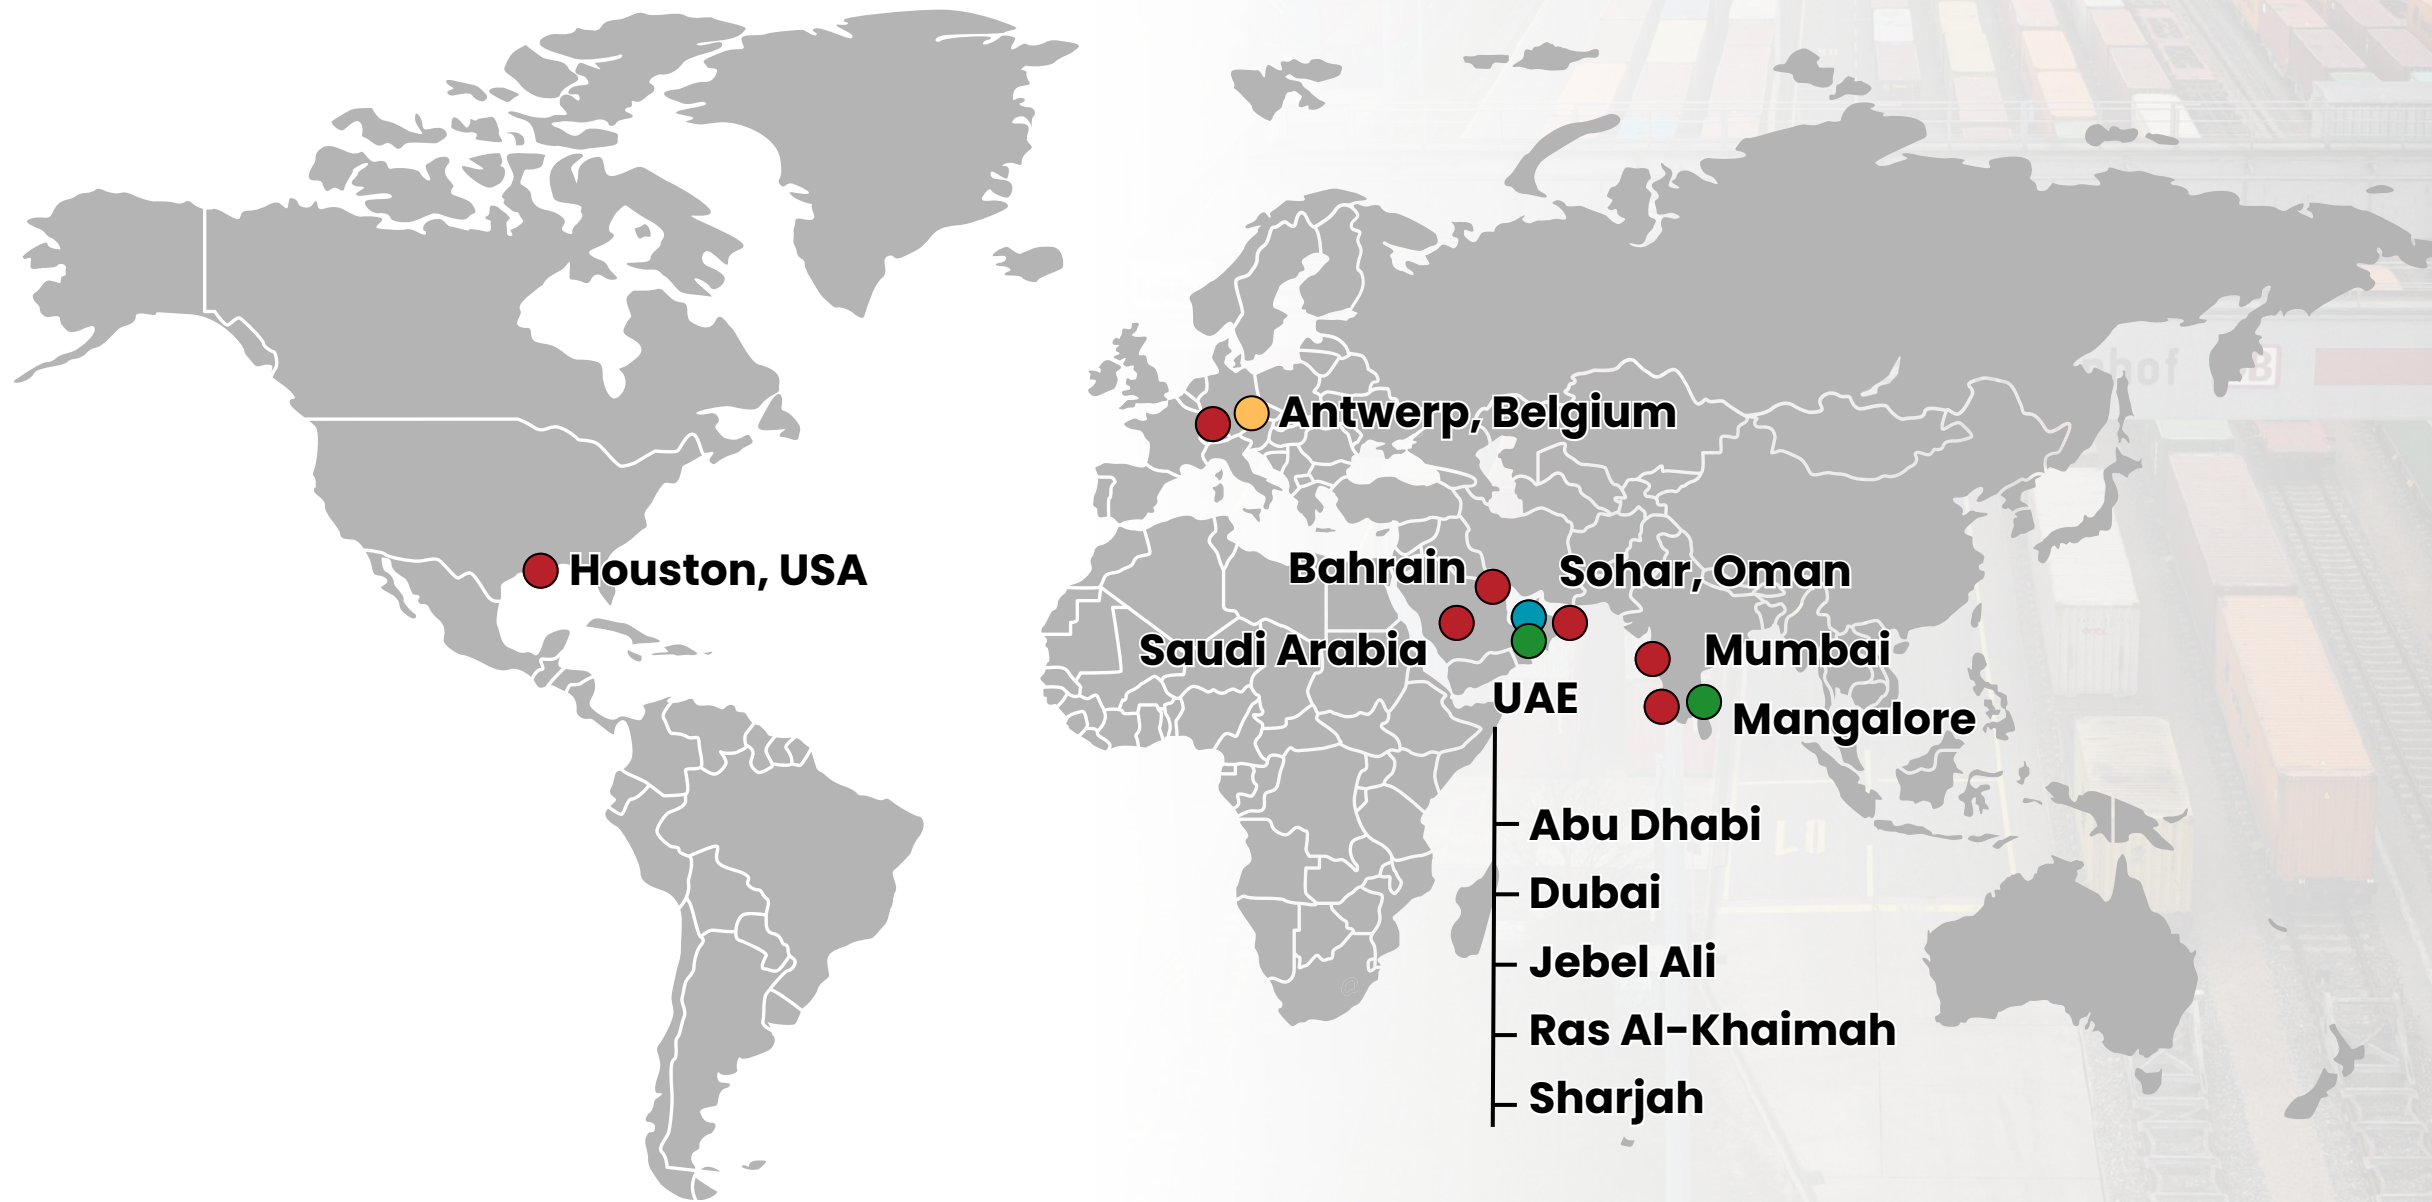 Antwerp, Belgium
Houston, USA
Bahrain
Sohar, Oman
Saudi Arabia
Mumbai
UAE
Mangalore
Abu Dhabi
Dubai
Jebel Ali
Ras Al-Khaimah
Sharjah